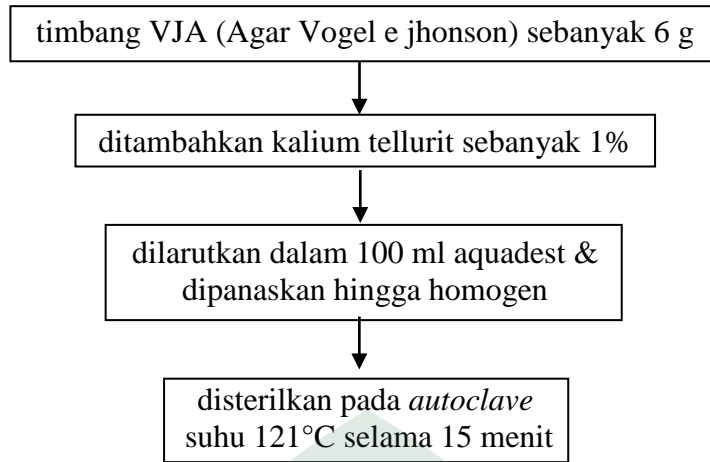 timbang VJA (Agar Vogel e jhonson) sebanyak 6 g
ditambahkan kalium tellurit sebanyak 1%
dilarutkan dalam 100 ml aquadest &
dipanaskan hingga homogen
disterilkan pada autoclave
suhu 121°C selama 15 menit